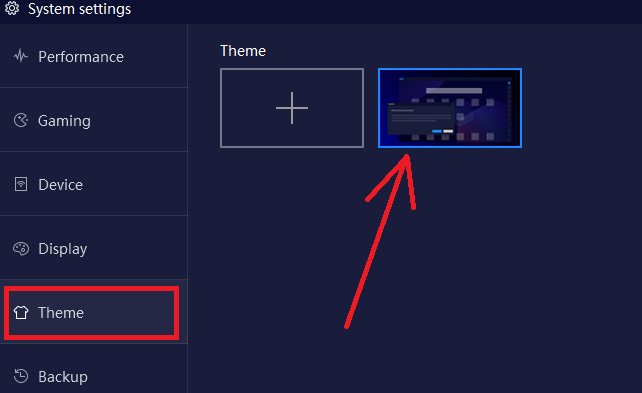 System settings
Performance
Gaming
Device
Display
Theme
Backup
Theme